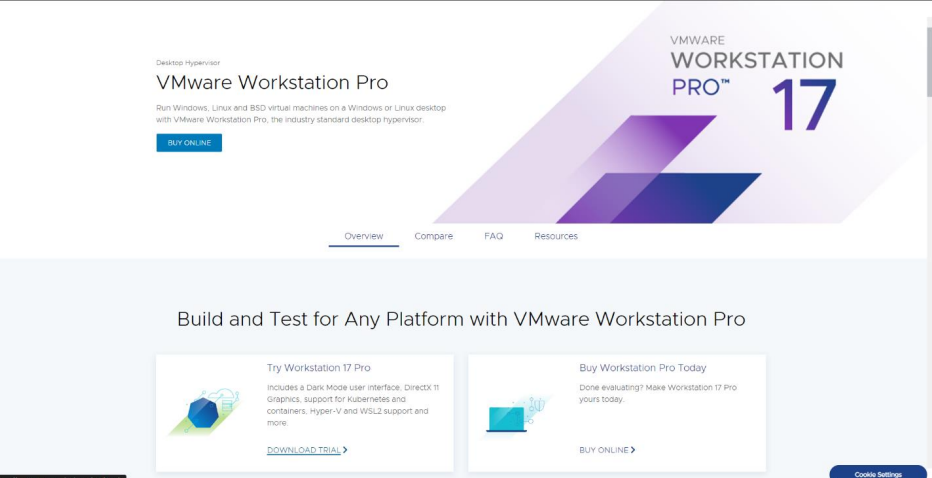 Desktop Hypervisor
VMware Workstation Pro
Run Windows, Linux and BSD virtual machines on a Windows or Linux desktop
with VMware Workstation Pro, the industry standard desktop hypervisor.
BUY ONLINE
VMWARE
WORKSTATION
PRO™ 17
Overview Compare FAQ Resources
Build and Test for Any Platform with VMware Workstation Pro
Try Workstation 17 Pro
Includes a Dark Mode user interface, DirectX 11
Graphics, support for Kubernetes and
containers, Hyper-V and WSL2 support and
more.
DOWNLOAD TRIAL
Buy Workstation Pro Today
Done evaluating? Make Workstation 17 Pro
yours today.
BUY ONLINE
Cookie Settings